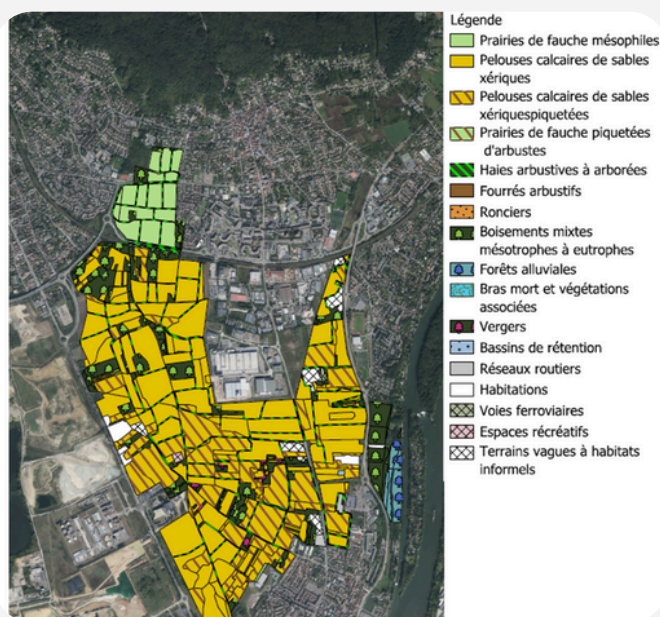 Légende
Prairies de fauche mésophiles
Pelouses calcaires de sables
xériques
Pelouses calcaires de sables
xériquespiquetées
Prairies de fauche piquetées
d'arbustes
Haies arbustives à arborées
Fourrés arbustifs
Ronciers
Boisements mixtes
mésotrophes à eutrophes
Forêts alluviales
Bras mort et végétations
associées
Vergers
Bassins de rétention
Réseaux routiers
Habitations
Voies ferroviaires
Espaces récréatifs
Terrains vagues à habitats
informels